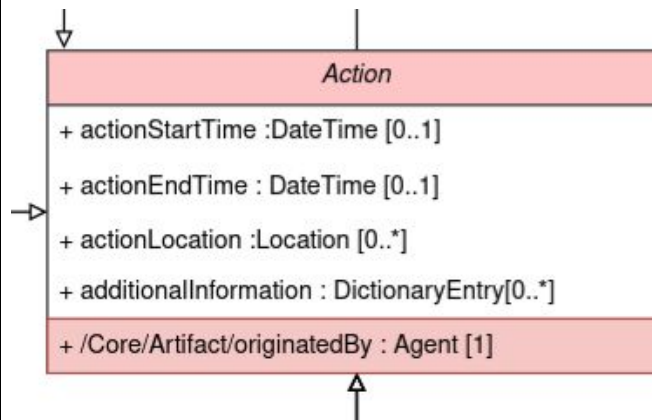 Action
+ actionStartTime :DateTime [0..1]
+ actionEndTime : DateTime [0..1]
+ actionLocation :Location [0..*]
+ additionalInformation : DictionaryEntry[0..*]
+ /Core/Artifact/originatedBy : Agent [1]